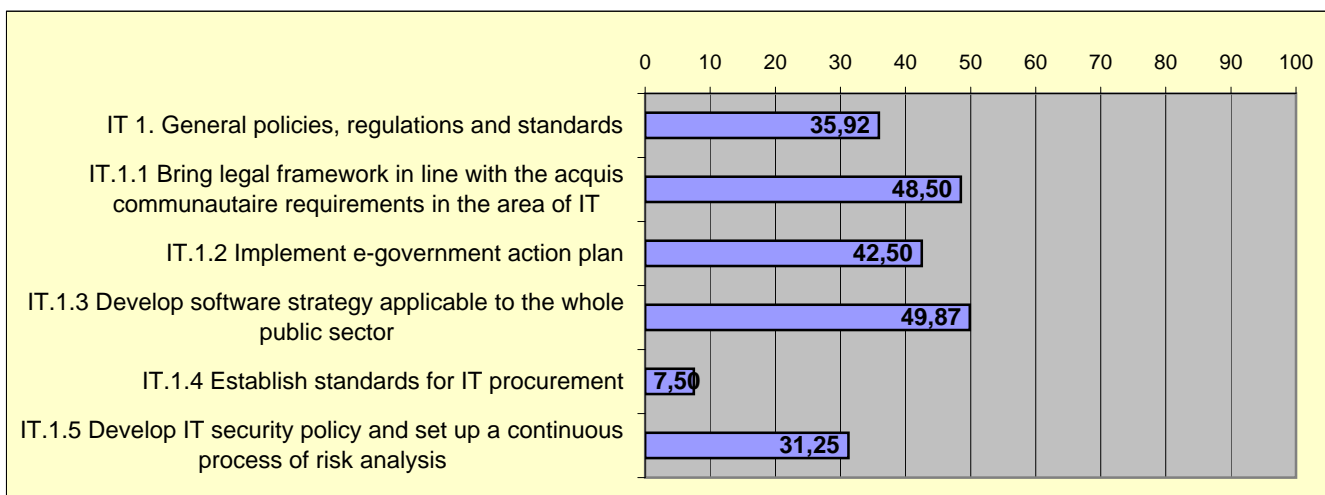 0 10 20 30 40 50 60 70 80 90 100
IT 1. General policies, regulations and standards 35,92
IT.1.1 Bring legal framework in line with the acquis
communautaire requirements in the area of IT 48,50
IT.1.2 Implement e-government action plan 42,50
IT.1.3 Develop software strategy applicable to the whole
public sector 49,87
IT.1.4 Establish standards for IT procurement 7,50
IT.1.5 Develop IT security policy and set up a continuous
process of risk analysis 31,25